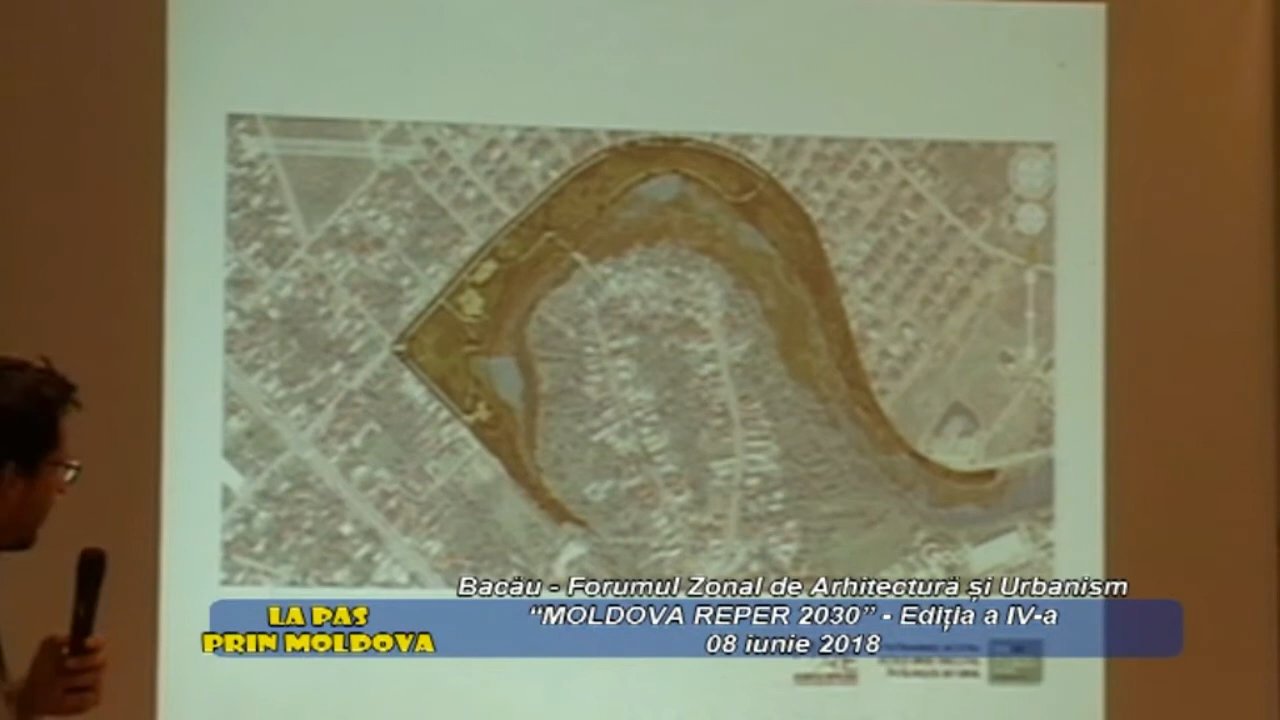 Bacău - Forumul Zonal de Arhitectură și Urbanism
LA PAS
PRIN MOLDOVA
“MOLDOVA REPER 2030” - Ediția a IV-a
08 iunie 2018